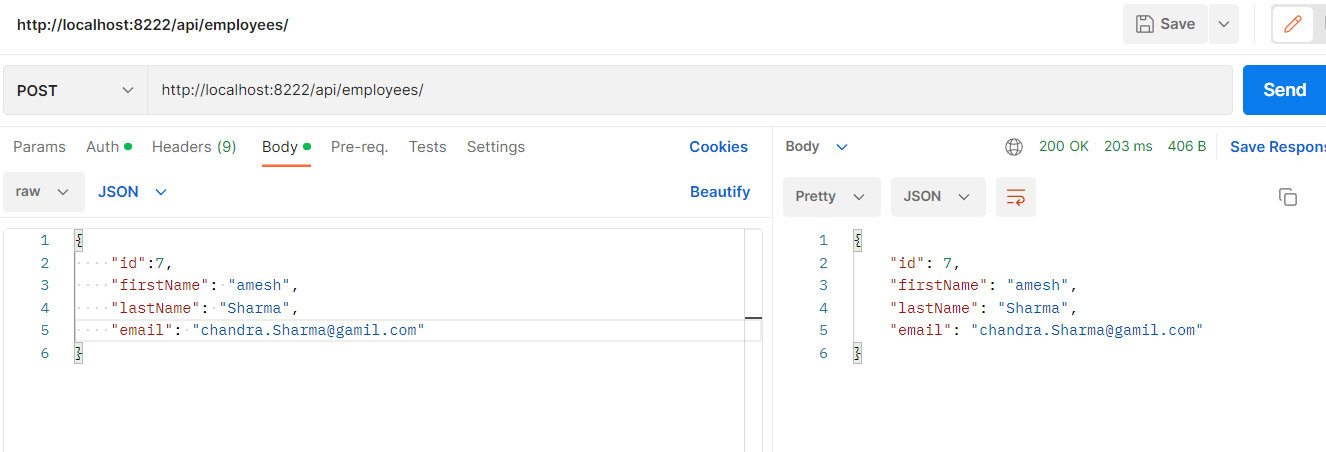 http://localhost:8222/api/employees/
Save
POST
http://localhost:8222/api/employees/
Send
Params
Auth
Headers (9)
Body
Pre-req.
Tests
Settings
Cookies
raw
JSON
Beautify
1 {
2 "id":7,
3 "firstName": "amesh",
4 "lastName": "Sharma",
5 "email": "chandra.Sharma@gamil.com"
6 }
Body
200 OK
203 ms
406 B
Save Respon
Pretty
JSON
1 {
2 "id": 7,
3 "firstName": "amesh",
4 "lastName": "Sharma",
5 "email": "chandra.Sharma@gamil.com"
6 }